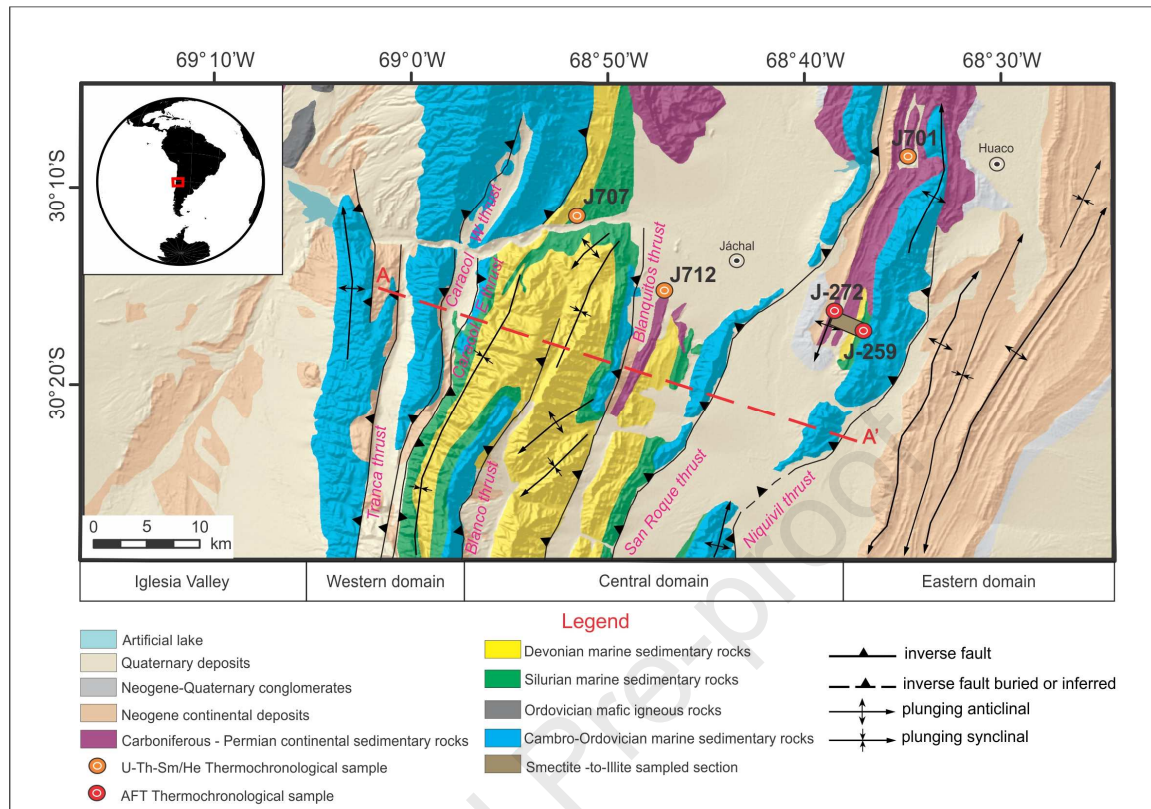 69°10'W
69°0'W
68°50'W
68°40'W
68°30'W
30°10'S
30°20'S
J701
Huaco
J707
Jáchal
J712
J-272
J-259
A
A'
Caracol W thrust
Caracol E thrust
Blanquitos thrust
Tranca thrust
Blanco thrust
San Roque thrust
Niquivil thrust
0 5 10
km
Iglesia Valley
Western domain
Central domain
Eastern domain
Legend
Artificial lake
Quaternary deposits
Neogene-Quaternary conglomerates
Neogene continental deposits
Carboniferous - Permian continental sedimentary rocks
U-Th-Sm/He Thermochronological sample
AFT Thermochronological sample
Devonian marine sedimentary rocks
Silurian marine sedimentary rocks
Ordovician mafic igneous rocks
Cambro-Ordovician marine sedimentary rocks
Smectite -to-Illite sampled section
inverse fault
inverse fault buried or inferred
plunging anticlinal
plunging synclinal
Pre-proof